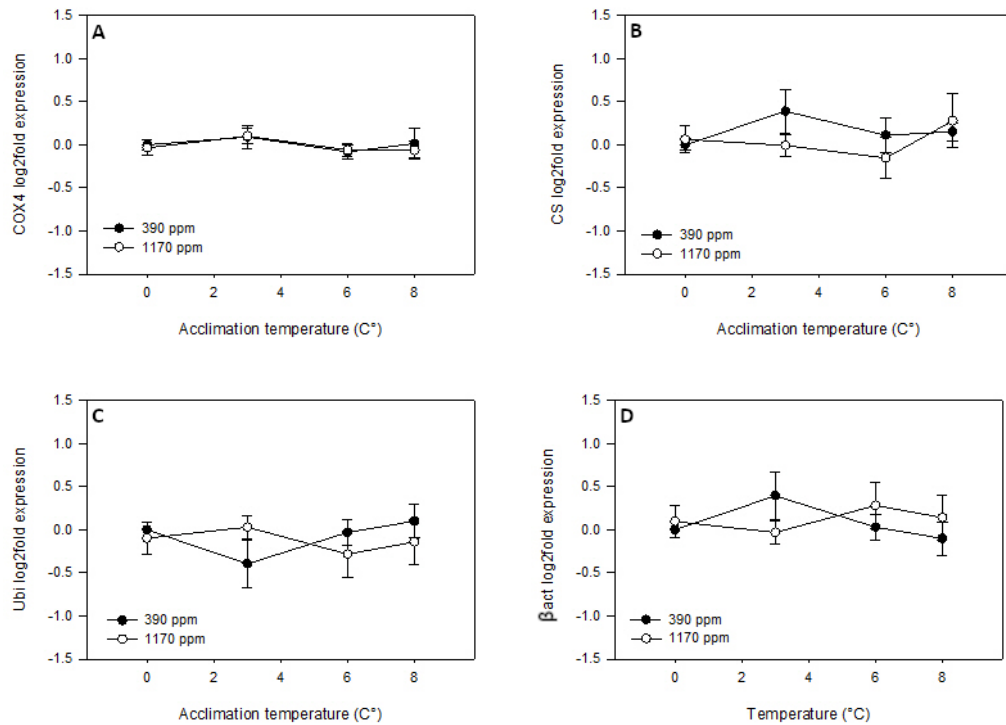 A
COX4 log2fold expression
1.5
1.0
0.5
0.0
-0.5
-1.0
-1.5
390 ppm
1170 ppm
0 2 4 6 8
Acclimation temperature (C°)
B
CS log2fold expression
1.5
1.0
0.5
0.0
-0.5
-1.0
-1.5
390 ppm
1170 ppm
0 2 4 6 8
Acclimation temperature (C°)
C
Ubi log2fold expression
1.5
1.0
0.5
0.0
-0.5
-1.0
-1.5
390 ppm
1170 ppm
0 2 4 6 8
Acclimation temperature (C°)
D
βact log2fold expression
1.5
1.0
0.5
0.0
-0.5
-1.0
-1.5
390 ppm
1170 ppm
0 2 4 6 8
Temperature (°C)